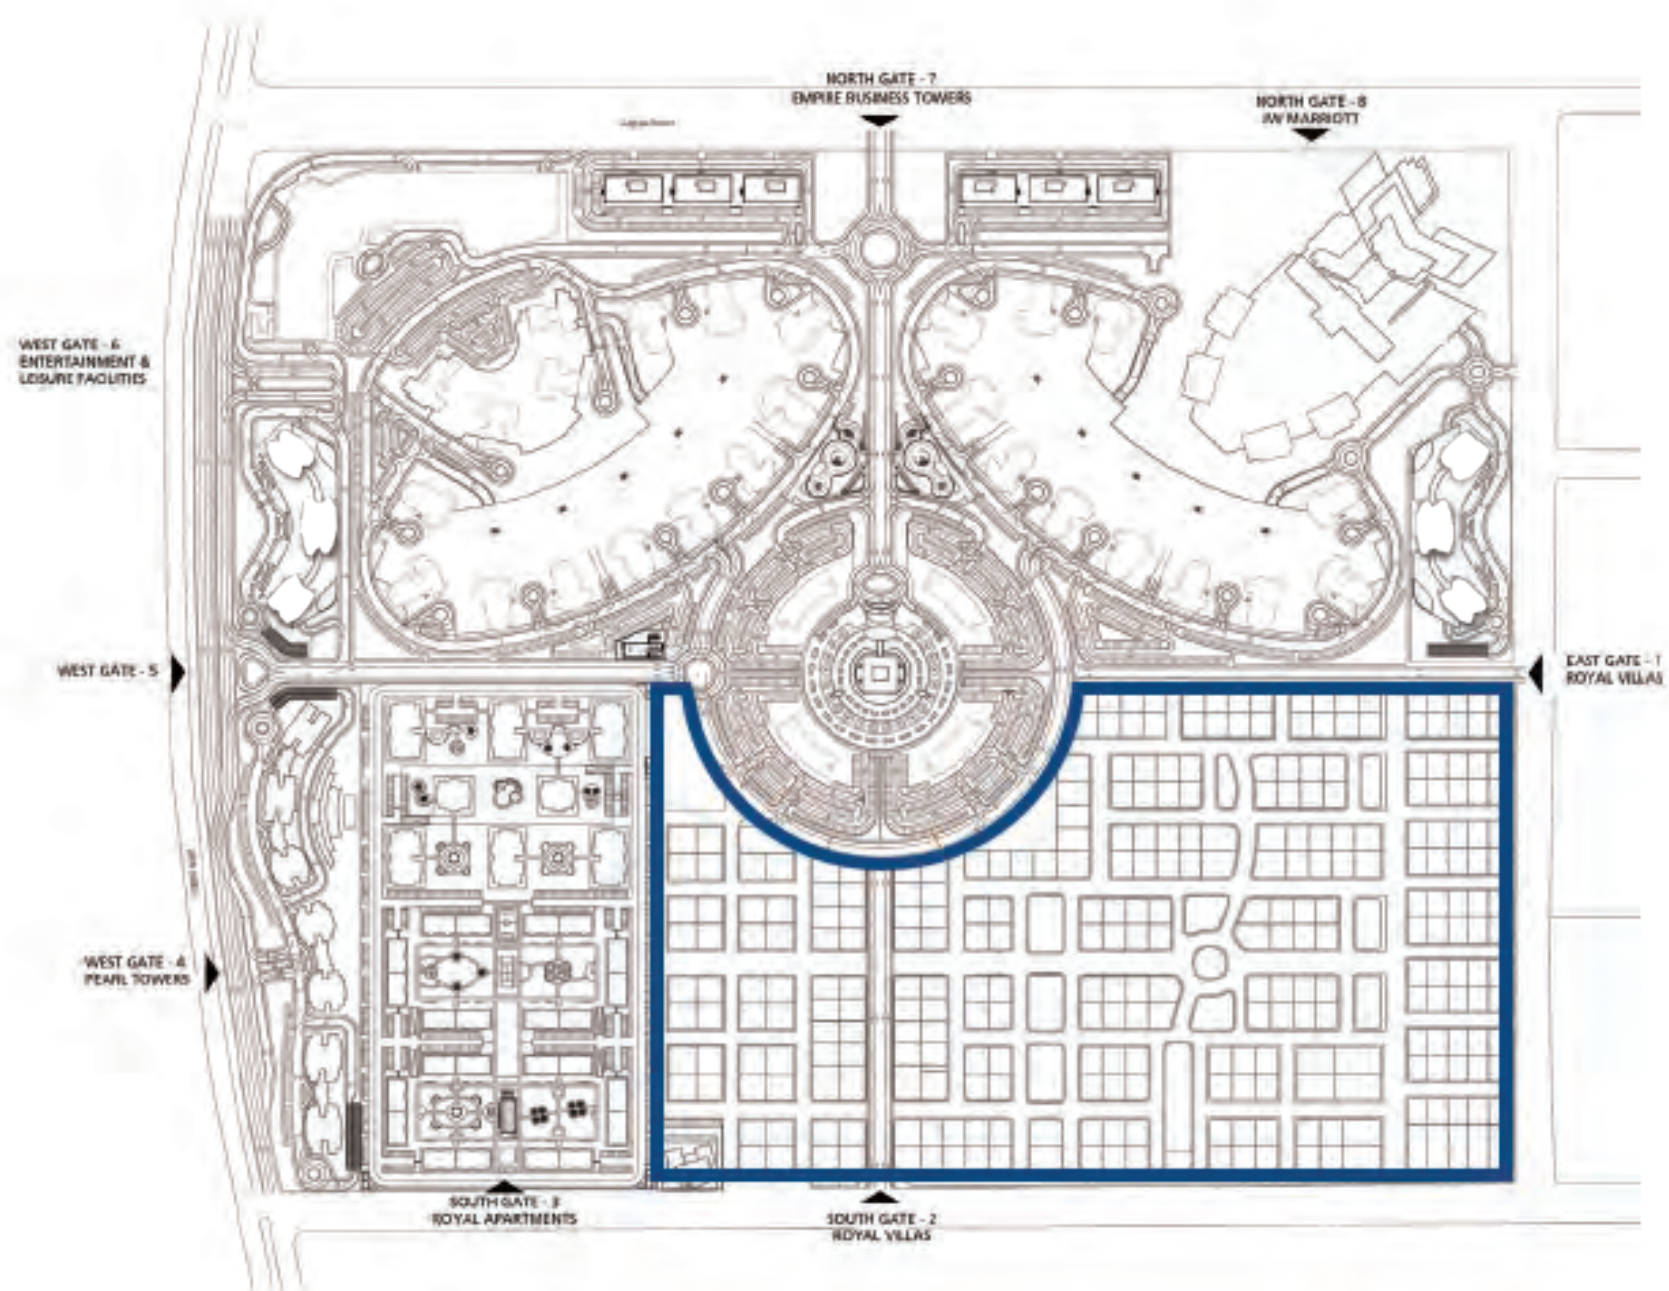 NORTH GATE - 7
EMPIRE BUSINESS TOWERS
NORTH GATE - 8
JW MARRIOTT
WEST GATE - 6
ENTERTAINMENT &
LEISURE FACILITIES
WEST GATE - 5
EAST GATE - 1
ROYAL VILLAS
WEST GATE - 4
PEARL TOWERS
SOUTH GATE - 3
ROYAL APARTMENTS
SOUTH GATE - 2
ROYAL VILLAS